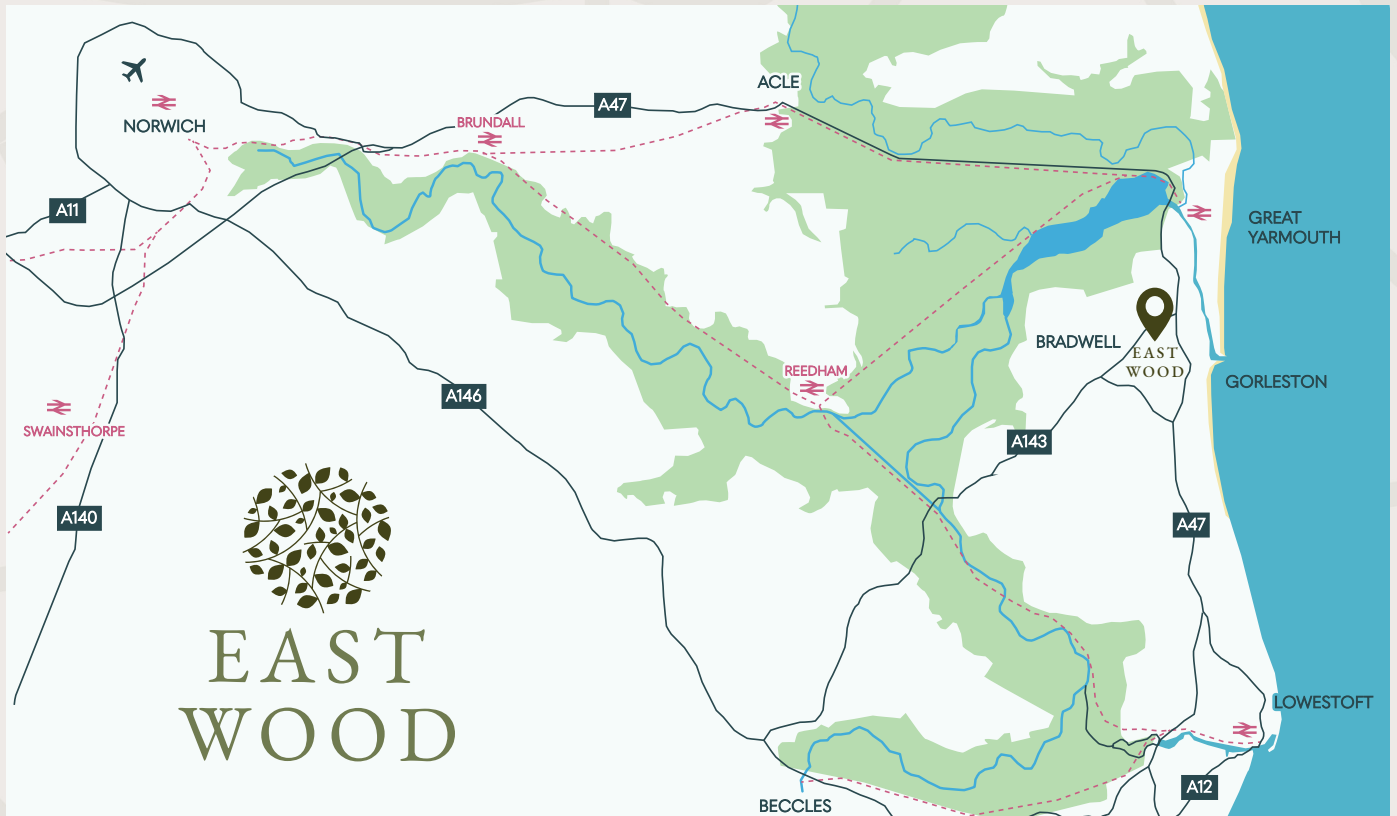 ACLE
A47
BRUNDALL
NORWICH
A11
GREAT
YARMOUTH
BRADWELL
EAST
WOOD
REEDHAM
GORLESTON
A146
SWAINSTHORPE
A143
A140
A47
EAST
WOOD
LOWESTOFT
A12
BECCLES